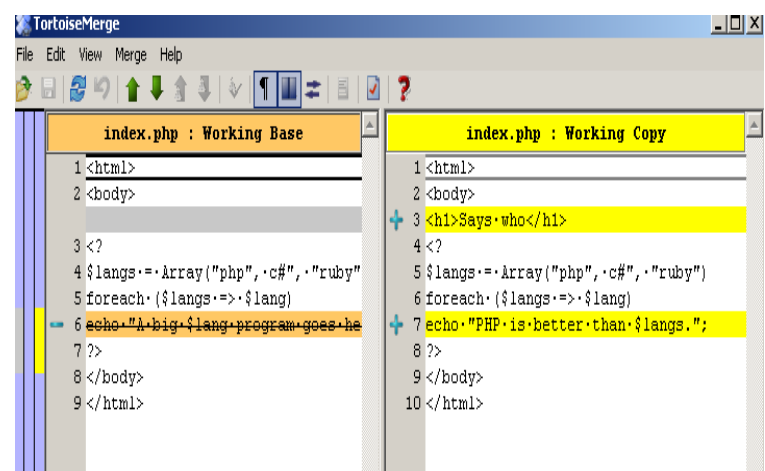 TortoiseMerge
File Edit View Merge Help
index.php : Working Base
1 <html>
2 <body>
3 <?
4 $langs·=·Array("php",·c#",·"ruby"
5 foreach·($langs·=>·$lang)
6 echo·"A·big·$lang·program·goes·he
7 ?>
8 </body>
9 </html>
index.php : Working Copy
1 <html>
2 <body>
3 <h1>Says·who</h1>
4 <?
5 $langs·=·Array("php",·c#",·"ruby")
6 foreach·($langs·=>·$lang)
7 echo·"PHP·is·better·than·$langs.";
8 ?>
9 </body>
10 </html>